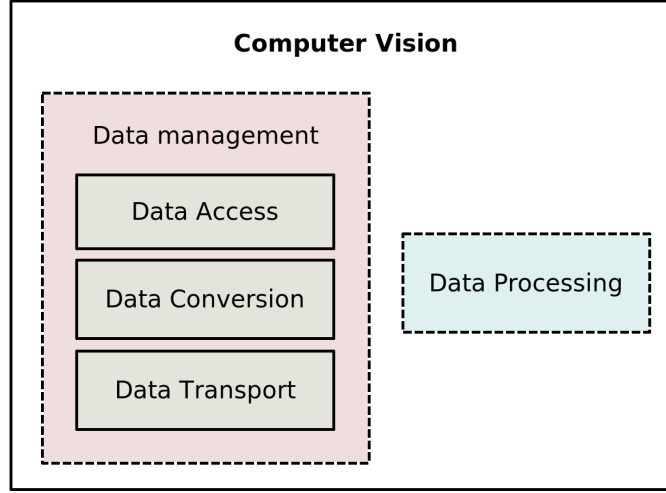 Computer Vision
Data management
Data Access
Data Conversion
Data Transport
Data Processing